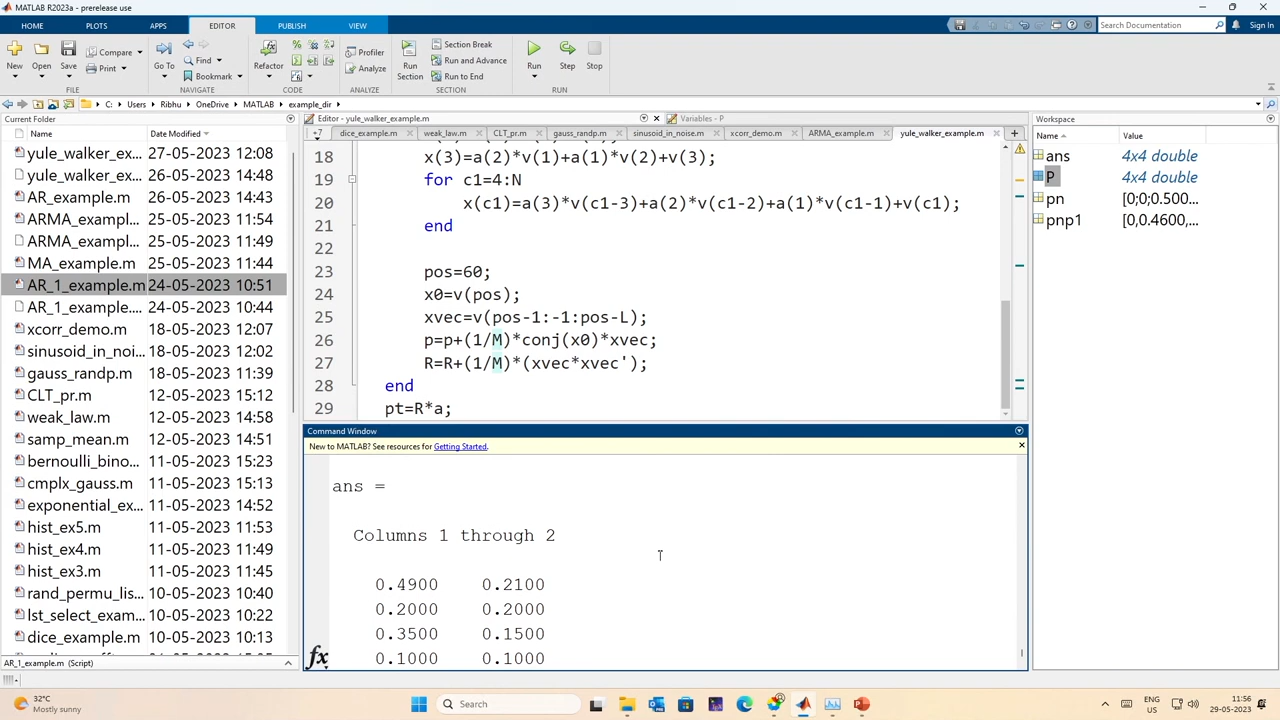 MATLAB R2023a - prerelease use
HOME PLOTS APPS EDITOR PUBLISH VIEW Search Documentation Sign In
New Open Save Compare Print Go To Find Bookmark Refactor Profiler Analyze Run Section Section Break Run and Advance Run to End Run Step Stop
FILE NAVIGATE CODE ANALYZE SECTION RUN
C: Users Ribhu OneDrive MATLAB example_dir
Current Folder
Name Date Modified
yule_walker_ex... 27-05-2023 12:08
yule_walker_ex... 26-05-2023 14:48
AR_example.m 26-05-2023 14:43
ARMA_exampl... 25-05-2023 11:54
ARMA_exampl... 25-05-2023 11:49
MA_example.m 25-05-2023 11:44
AR_1_example.m 24-05-2023 10:51
AR_1_example.... 24-05-2023 10:44
xcorr_demo.m 18-05-2023 12:07
sinusoid_in_noi... 18-05-2023 12:02
gauss_randp.m 18-05-2023 11:39
CLT_pr.m 12-05-2023 15:12
weak_law.m 12-05-2023 14:58
samp_mean.m 12-05-2023 14:51
bernoulli_bino... 11-05-2023 15:23
cmplx_gauss.m 11-05-2023 15:13
exponential_ex... 11-05-2023 14:52
hist_ex5.m 11-05-2023 11:53
hist_ex4.m 11-05-2023 11:49
hist_ex3.m 11-05-2023 11:45
rand_permu_lis... 10-05-2023 10:40
lst_select_exam... 10-05-2023 10:22
dice_example.m 10-05-2023 10:13
AR_1_example.m (Script)
Editor - yule_walker_example.m Variables - P
+7 dice_example.m weak_law.m CLT_pr.m gauss_randp.m sinusoid_in_noise.m xcorr_demo.m ARMA_example.m yule_walker_example.m
18 x(3)=a(2)*v(1)+a(1)*v(2)+v(3);
19 for c1=4:N
20 x(c1)=a(3)*v(c1-3)+a(2)*v(c1-2)+a(1)*v(c1-1)+v(c1);
21 end
22
23 pos=60;
24 x0=v(pos);
25 xvec=v(pos-1:-1:pos-L);
26 p=p+(1/M)*conj(x0)*xvec;
27 R=R+(1/M)*(xvec*xvec');
28 end
29 pt=R*a;
Command Window
New to MATLAB? See resources for Getting Started.
ans =
Columns 1 through 2
0.4900 0.2100
0.2000 0.2000
0.3500 0.1500
0.1000 0.1000
fx
Workspace
Name Value
ans 4x4 double
P 4x4 double
pn [0;0;0.500...
pnp1 [0,0.4600,...
32°C
Mostly sunny
Search
ENG
US
11:56
29-05-2023